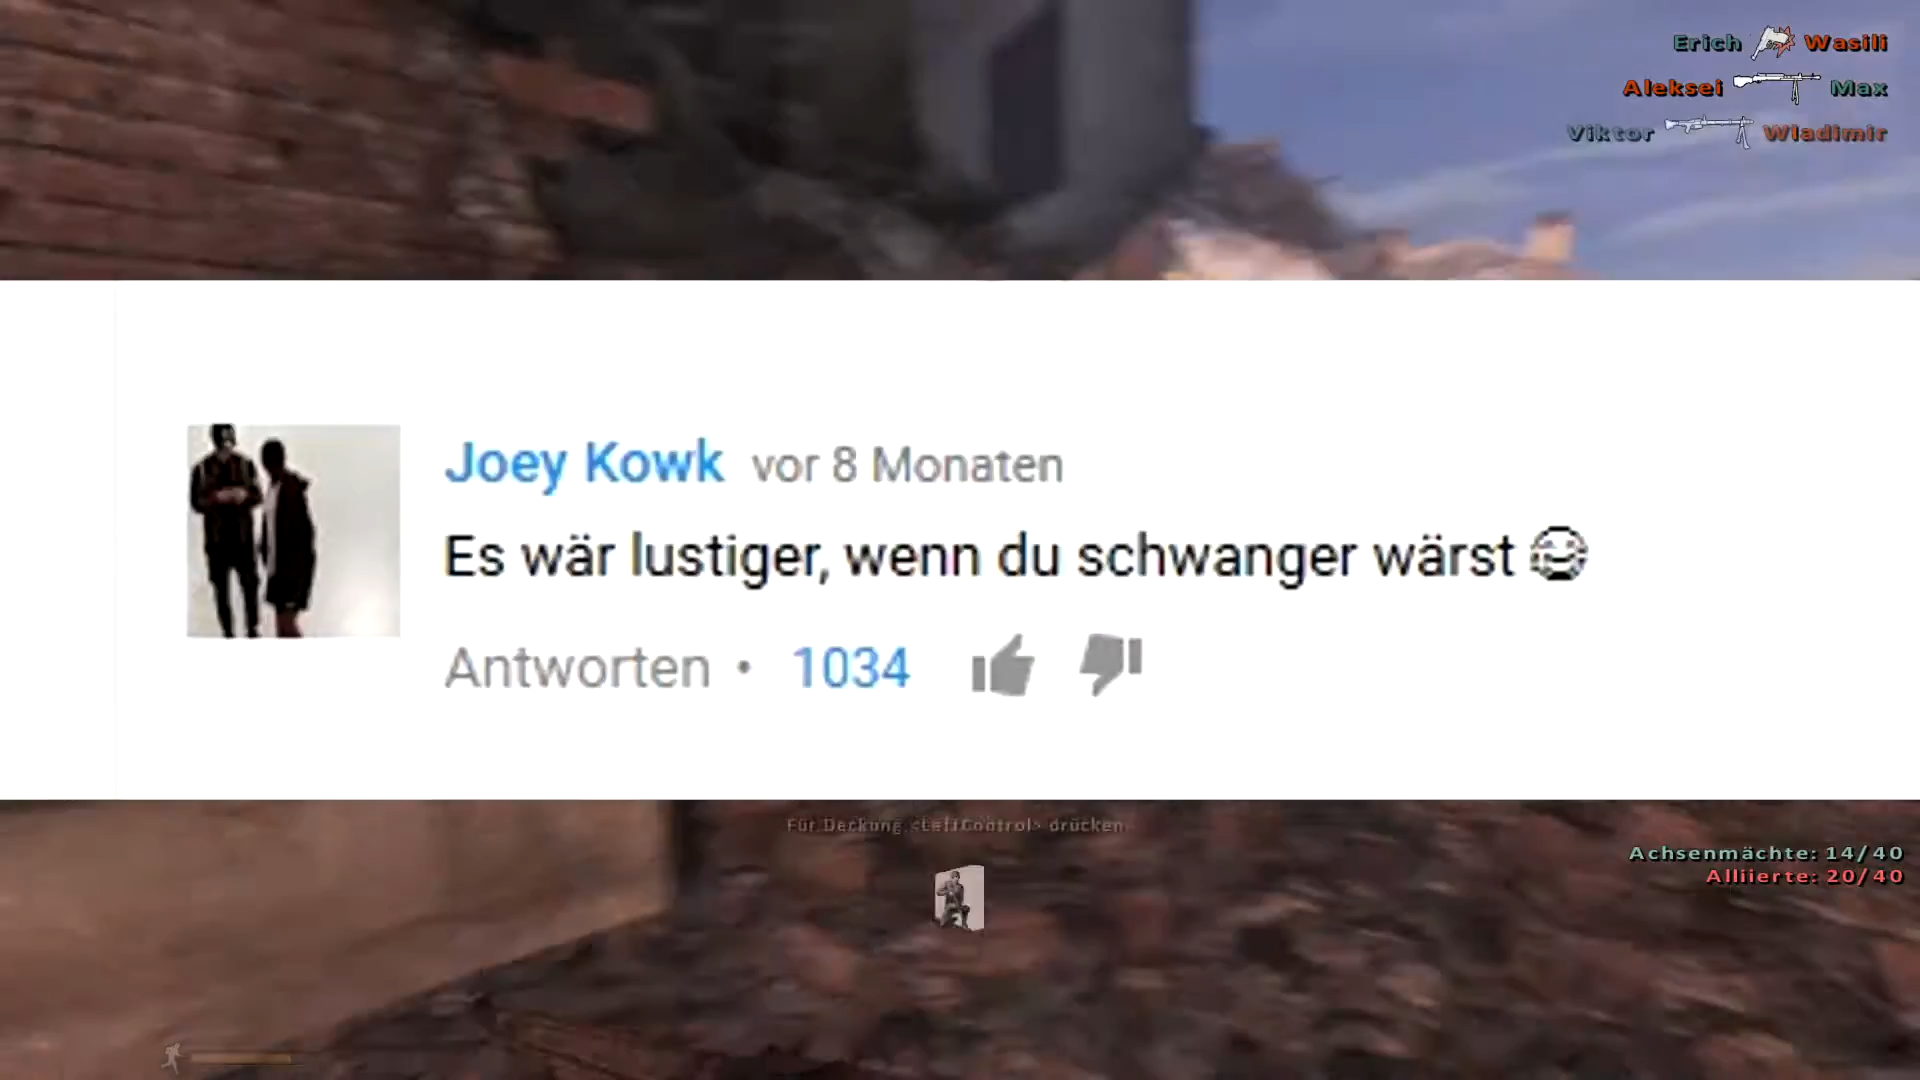 Erich Wasili
Aleksei Max
Viktor Wladimir
Joey Kowk vor 8 Monaten
Es wär lustiger, wenn du schwanger wärst 😂
Antworten • 1034
Für Deckung <LeftControl> drücken
Achsenmächte: 14/40
Alliierte: 20/40